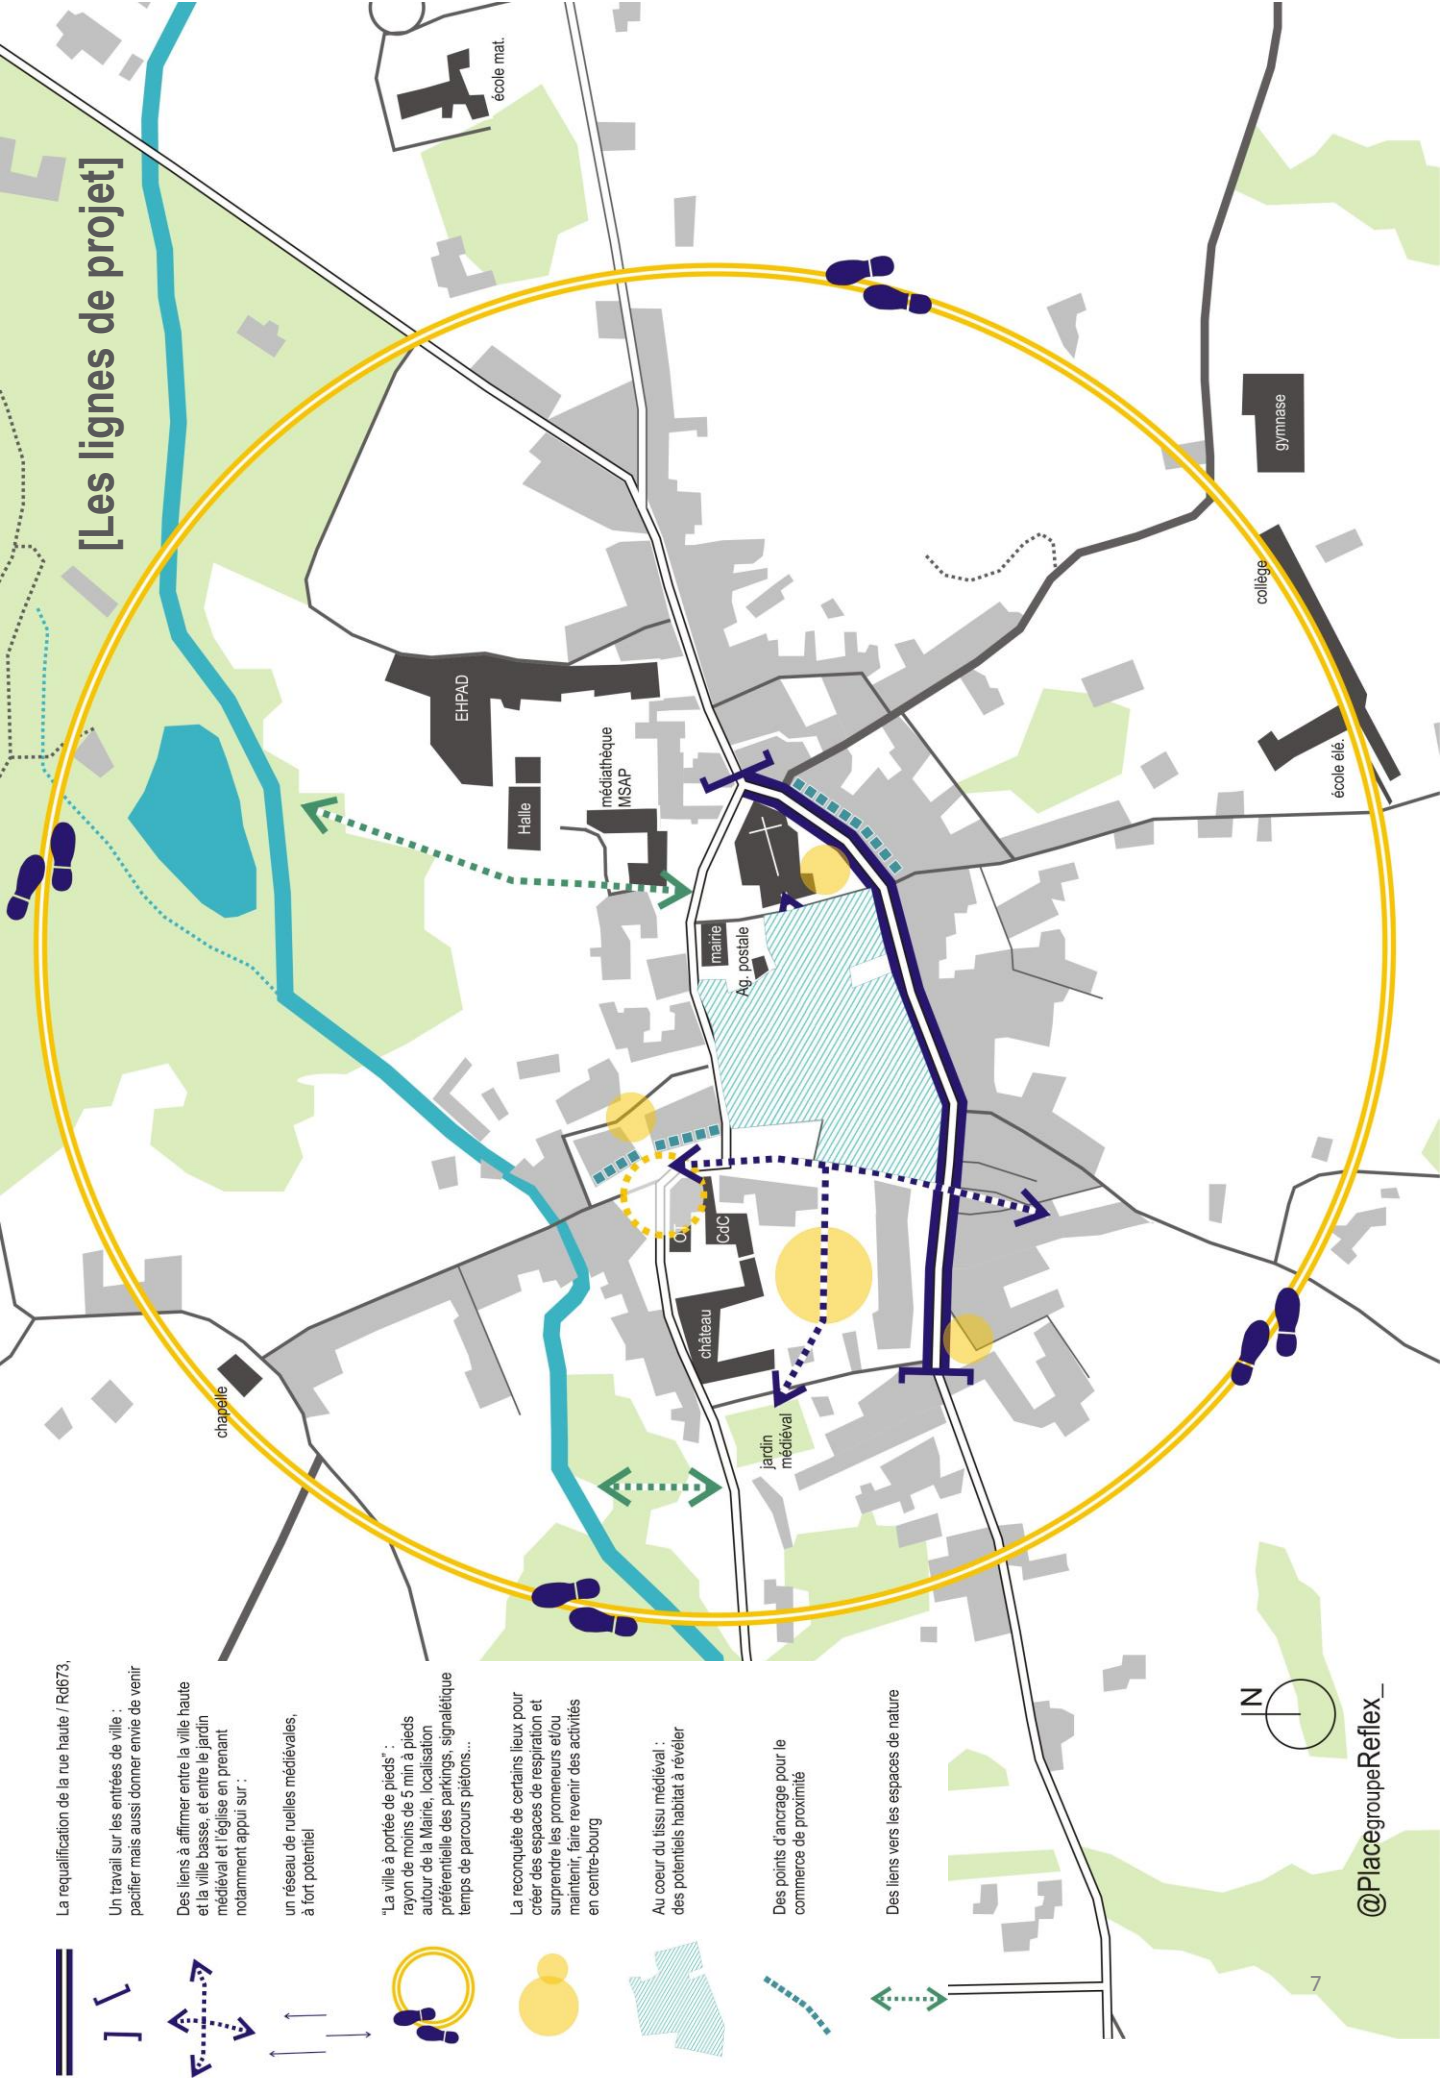 [Les lignes de projet]
La requalification de la rue haute / Rd673,
Un travail sur les entrées de ville :
pacifier mais aussi donner envie de venir
Des liens à affirmer entre la ville haute
et la ville basse, et entre le jardin
médiéval et l'église en prenant
notamment appui sur :
un réseau de ruelles médiévales,
à fort potentiel
"La ville à portée de pieds" :
rayon de moins de 5 min à pieds
autour de la Mairie, localisation
préférentielle des parkings, signalétique
temps de parcours piétons...
La reconquête de certains lieux pour
créer des espaces de respiration et
surprendre les promeneurs et/ou
maintenir, faire revenir des activités
en centre-bourg
Au coeur du tissu médiéval :
des potentiels habitat à révéler
Des points d'ancrage pour le
commerce de proximité
Des liens vers les espaces de nature
chapelle
château
OT
CdC
jardin
médiéval
mairie
Ag. postale
médiathèque
MSAP
Halle
EHPAD
école mat.
gymnase
collège
école élé.
N
@PlacegroupeReflex_
7